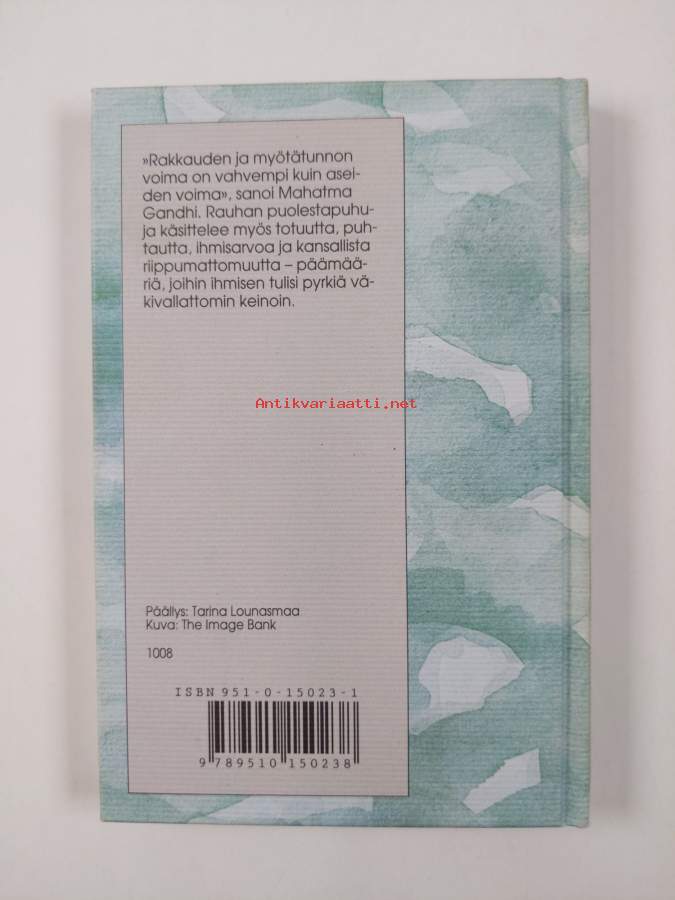 »Rakkauden ja myötätunnon
voima on vahvempi kuin asei-
den voima», sanoi Mahatma
Gandhi. Rauhan puolestapuhu-
ja käsittelee myös totuutta, puh-
tautta, ihmisarvoa ja kansallista
riippumattomuutta – päämää-
riä, joihin ihmisen tulisi pyrkiä vä-
kivallattomin keinoin.
Antikvariaatti.net
Päällys: Tarina Lounasmaa
Kuva: The Image Bank
1008
ISBN 951-0-15023-1
9 789510 150238